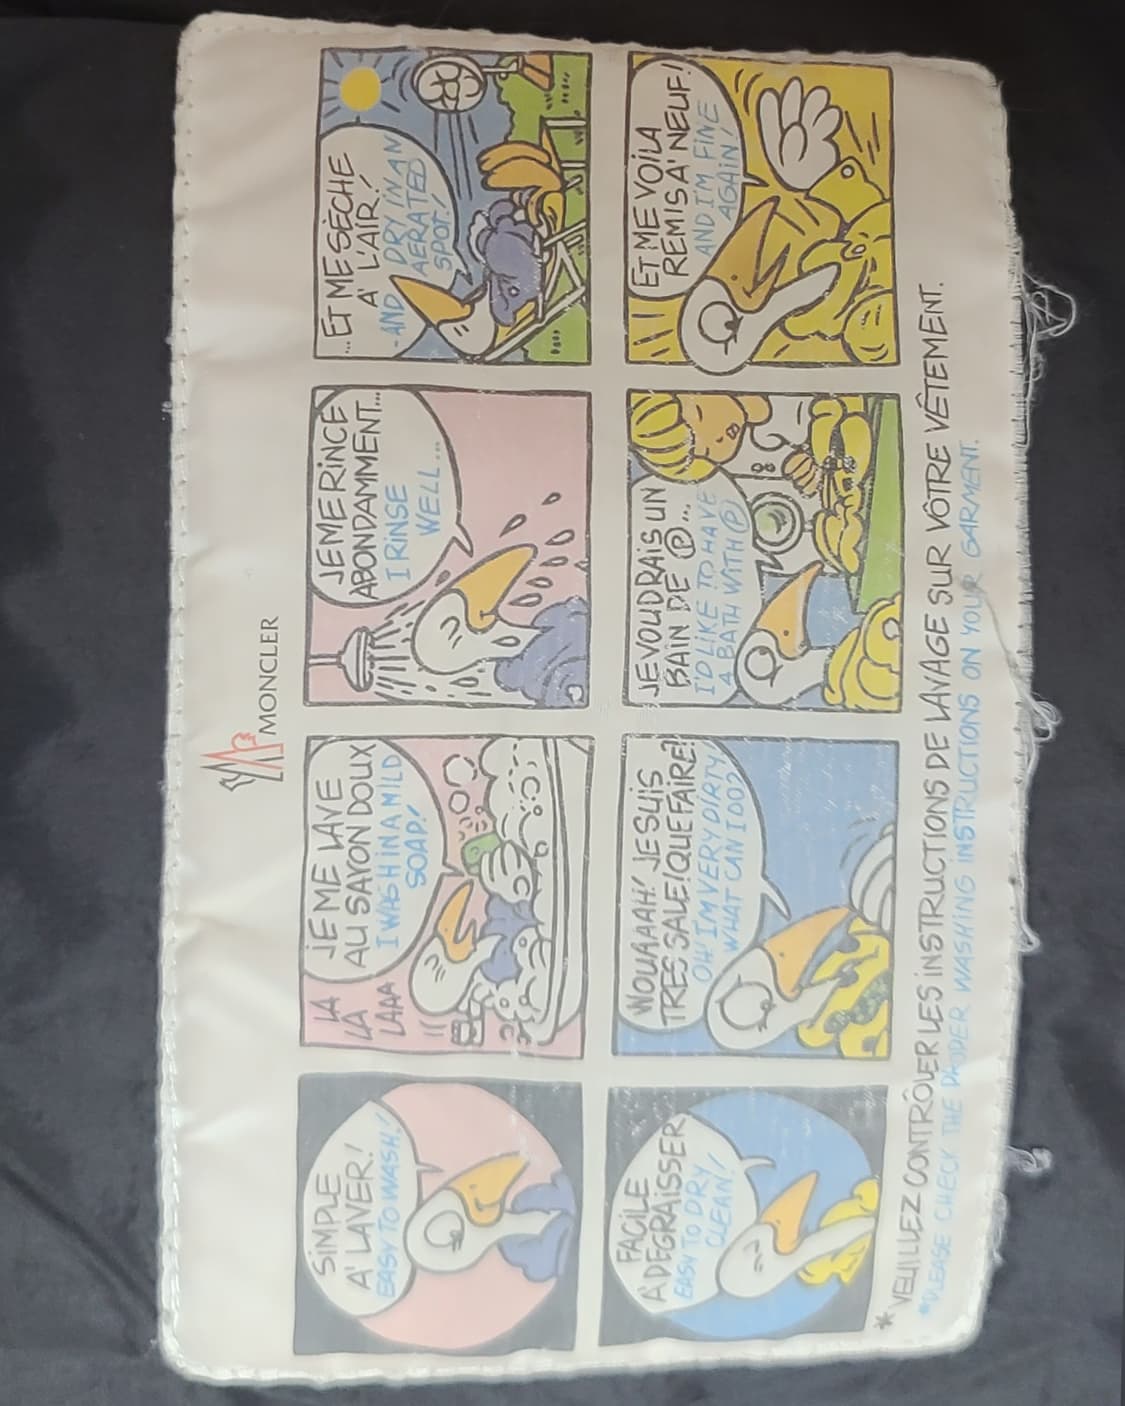 MONCLER
SIMPLE
A' LAVER!
EASY TO WASH!
LA
LA
LAAA
JE ME LAVE
AU SAVON DOUX
I WASH IN A MILD
SOAP!
JE ME RINCE
ABONDAMMENT...
I RINSE
WELL...
...ET ME SÈCHE
A' L'AIR!
-AND DRY IN AN
AERATED
SPOT!
FACILE
A' DEGRAISSER
EASY TO DRY
CLEAN!
WOUAAAH! JE SUIS
TRES SALE! QUE FAIRE!
OH! I'M VERY DIRTY!
WHAT CAN I DO?
JE VOUDRAIS UN
BAIN DE Ⓟ...
I'D LIKE TO HAVE
A BATH WITH Ⓟ
ET ME VOILA
REMIS A' NEUF!
AND I'M FINE
AGAIN!
* VEUILLEZ CONTRÔLER LES INSTRUCTIONS DE LAVAGE SUR VÔTRE VÊTEMENT.
*PLEASE CHECK THE WASHING INSTRUCTIONS ON YOUR GARMENT.